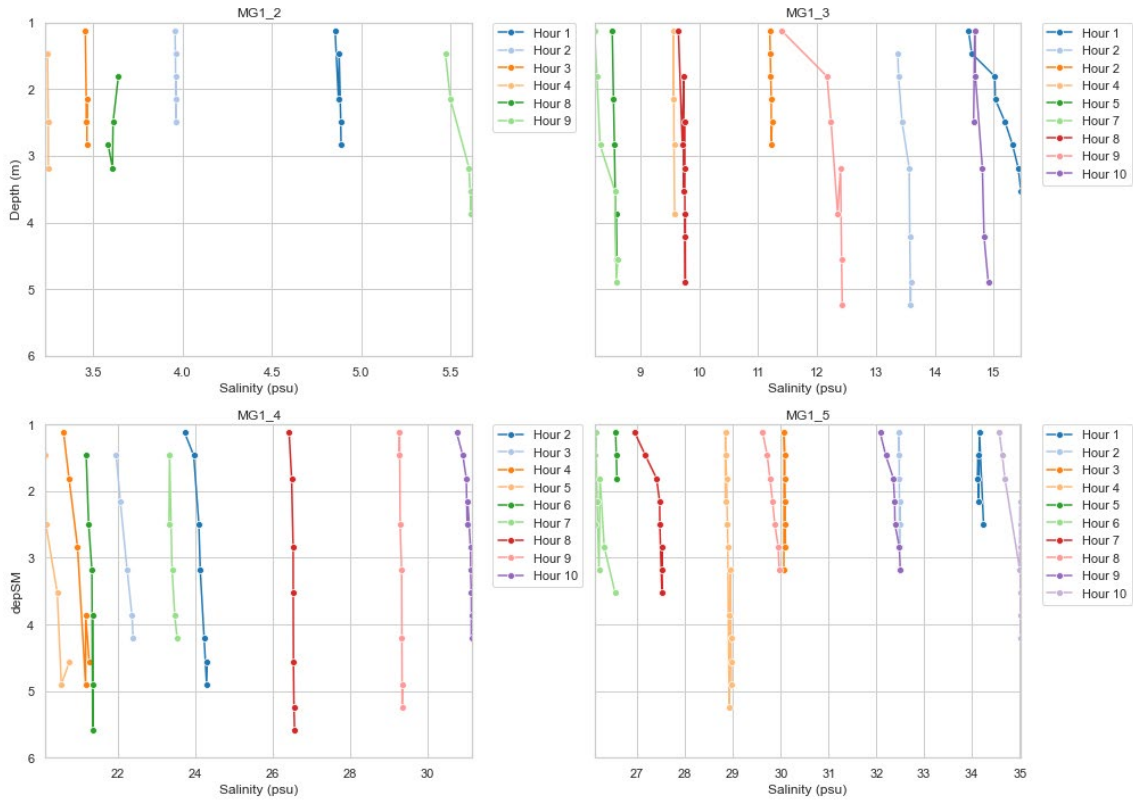 MG1_2
1
2
3
4
5
6
Depth (m)
3.5
4.0
4.5
5.0
5.5
Salinity (psu)
Hour 1
Hour 2
Hour 3
Hour 4
Hour 8
Hour 9
MG1_3
9
10
11
12
13
14
15
Salinity (psu)
Hour 1
Hour 2
Hour 2
Hour 4
Hour 5
Hour 7
Hour 8
Hour 9
Hour 10
MG1_4
1
2
3
4
5
6
depSM
22
24
26
28
30
Salinity (psu)
Hour 2
Hour 3
Hour 4
Hour 5
Hour 6
Hour 7
Hour 8
Hour 9
Hour 10
MG1_5
27
28
29
30
31
32
33
34
35
Salinity (psu)
Hour 1
Hour 2
Hour 3
Hour 4
Hour 5
Hour 6
Hour 7
Hour 8
Hour 9
Hour 10